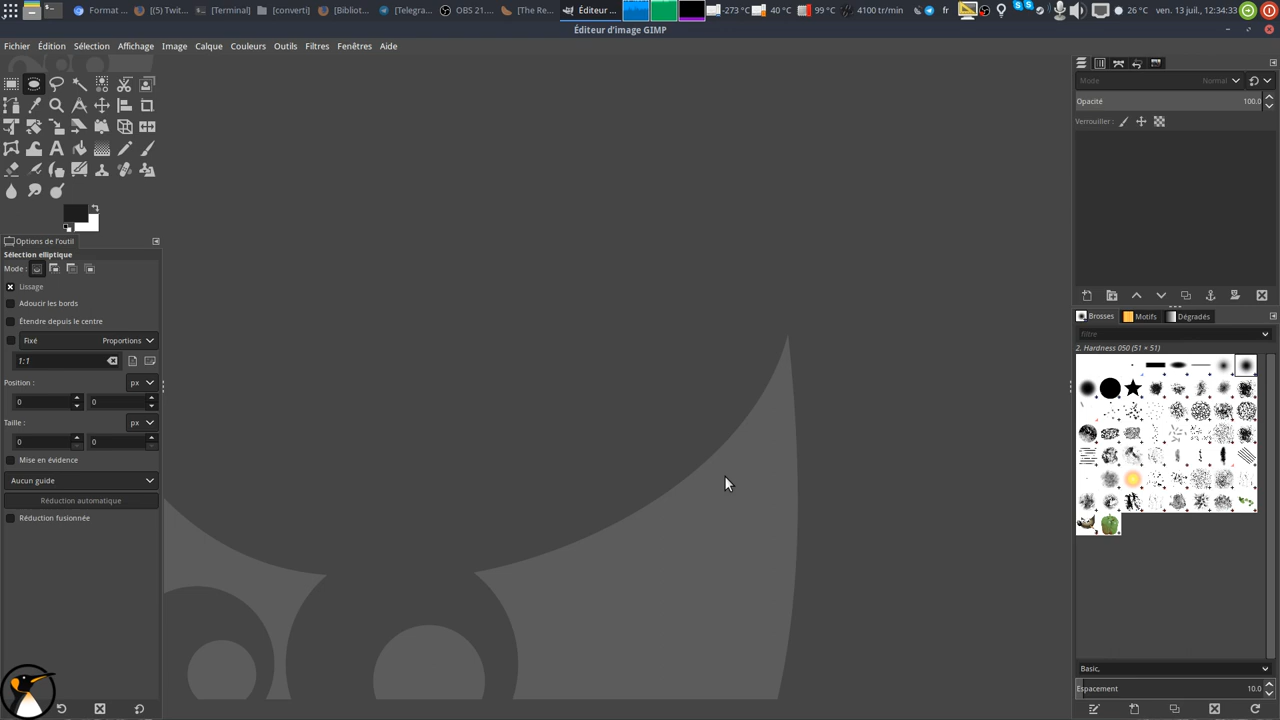 Format ...
[(5) Twit...
[Terminal]
[converti]
[Bibliot...
[Telegra...
OBS 21....
[The Re...
Éditeur ...
-273 °C
40 °C
99 °C
4100 tr/min
fr
26 °C
ven. 13 juil., 12:34:33
Éditeur d'image GIMP
Fichier Édition Sélection Affichage Image Calque Couleurs Outils Filtres Fenêtres Aide
Mode Normal
Opacité 100.0
Verrouiller :
Options de l'outil
Sélection elliptique
Mode :
Lissage
Adoucir les bords
Étendre depuis le centre
Fixé Proportions
1:1
Position : px
0 0
Taille : px
0 0
Mise en évidence
Aucun guide
Réduction automatique
Réduction fusionnée
Brosses Motifs Dégradés
filtre
2. Hardness 050 (51 × 51)
Basic,
Espacement 10.0